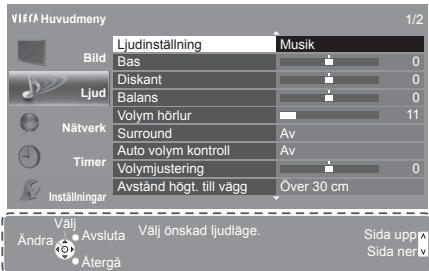 VIErA Huvudmeny 1/2
Bild
Ljud
Nätverk
Timer
Inställningar
Ljudinställning Musik
Bas 0
Diskant 0
Balans 0
Volym hörlur 11
Surround Av
Auto volym kontroll Av
Volymjustering 0
Avstånd högt. till vägg Över 30 cm
Välj
Ändra
Avsluta
Återgå
Välj önskad ljudläge.
Sida upp
Sida ner